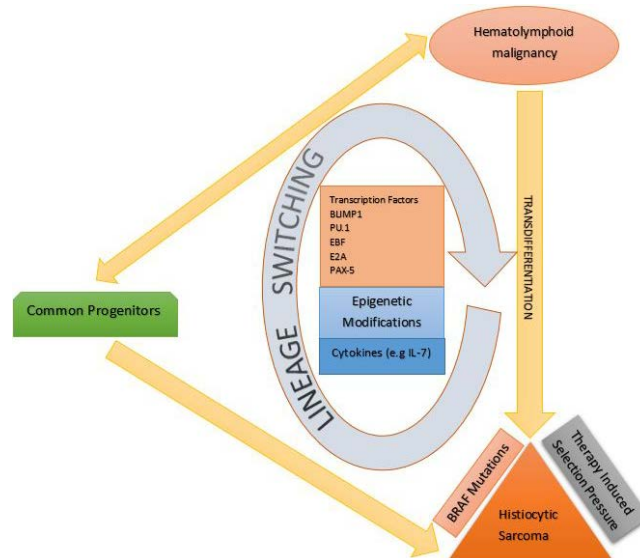 Hematolymphoid
malignancy
LINEAGE SWITCHING
Transcription Factors
BLIMP1
PU.1
EBF
E2A
PAX-5
Epigenetic
Modifications
Cytokines (e.g IL-7)
TRANSDIFFERENTIATION
Common Progenitors
BRAF Mutations
Therapy Induced
Selection Pressure
Histiocytic
Sarcoma